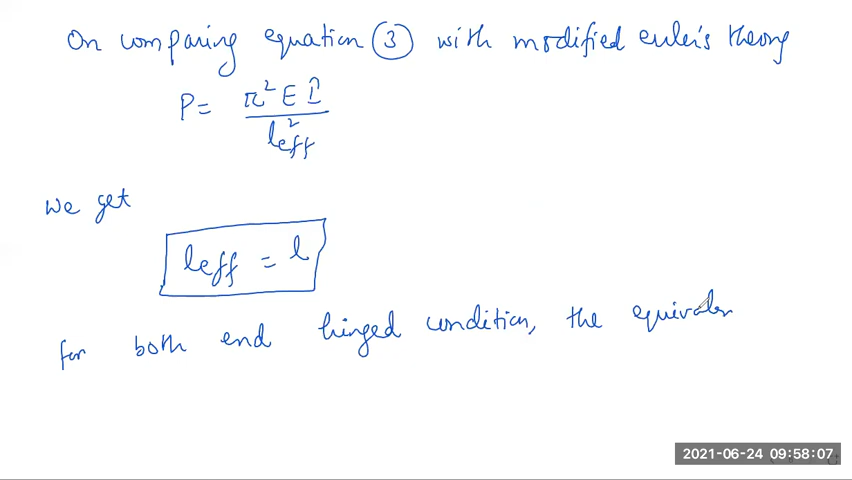 On comparing equation 3 with modified euler's theory
P = π² E I / leff²
We get
leff = l
for both end hinged condition, the equivalen
2021-06-24 09:58:07